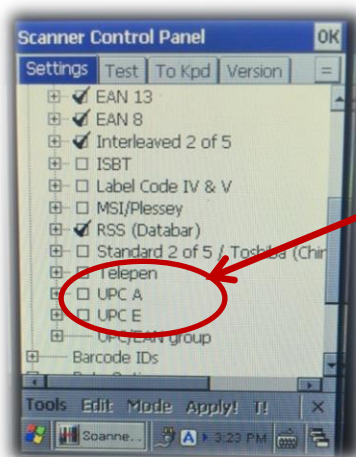 Scanner Control Panel OK
Settings Test To Kpd Version =
EAN 13
EAN 8
Interleaved 2 of 5
ISBT
Label Code IV & V
MSI/Plessey
RSS (Databar)
Standard 2 of 5 / Toshiba (Chir
Telepen
UPC A
UPC E
UPC/EAN group
Barcode IDs
Tools Edit Mode Apply! T! ×
Scanne... A 3:23 PM